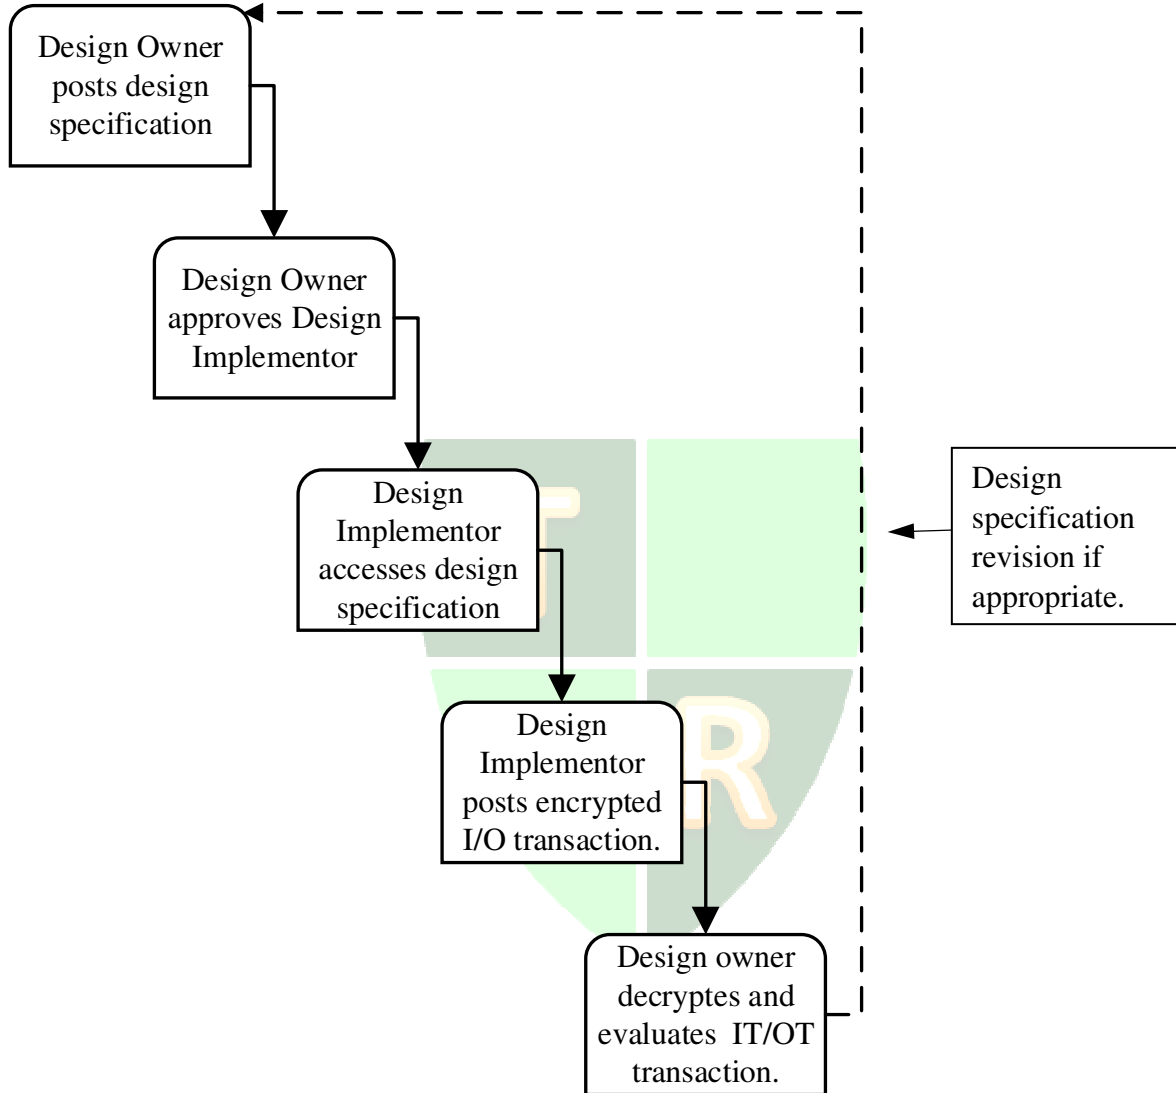 Design Owner
posts design
specification
Design Owner
approves Design
Implementor
Design
Implementor
accesses design
specification
Design
specification
revision if
appropriate.
Design
Implementor
posts encrypted
I/O transaction.
Design owner
decryptes and
evaluates IT/OT
transaction.
T
R